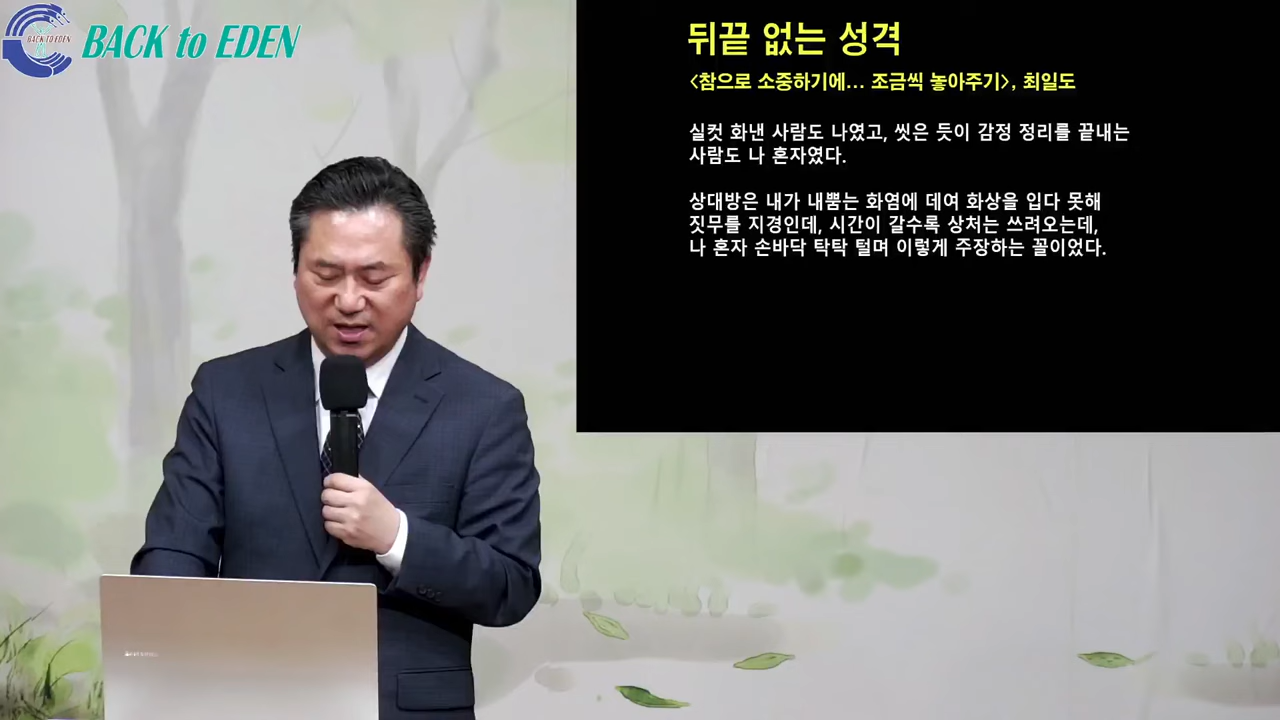 BACK TO EDEN
BACK to EDEN
뒤끝 없는 성격
<참으로 소중하기에... 조금씩 놓아주기>, 최일도
실컷 화낸 사람도 나였고, 씻은 듯이 감정 정리를 끝내는
사람도 나 혼자였다.
상대방은 내가 내뿜는 화염에 데여 화상을 입다 못해
짓무를 지경인데, 시간이 갈수록 상처는 쓰려오는데,
나 혼자 손바닥 탁탁 털며 이렇게 주장하는 꼴이었다.